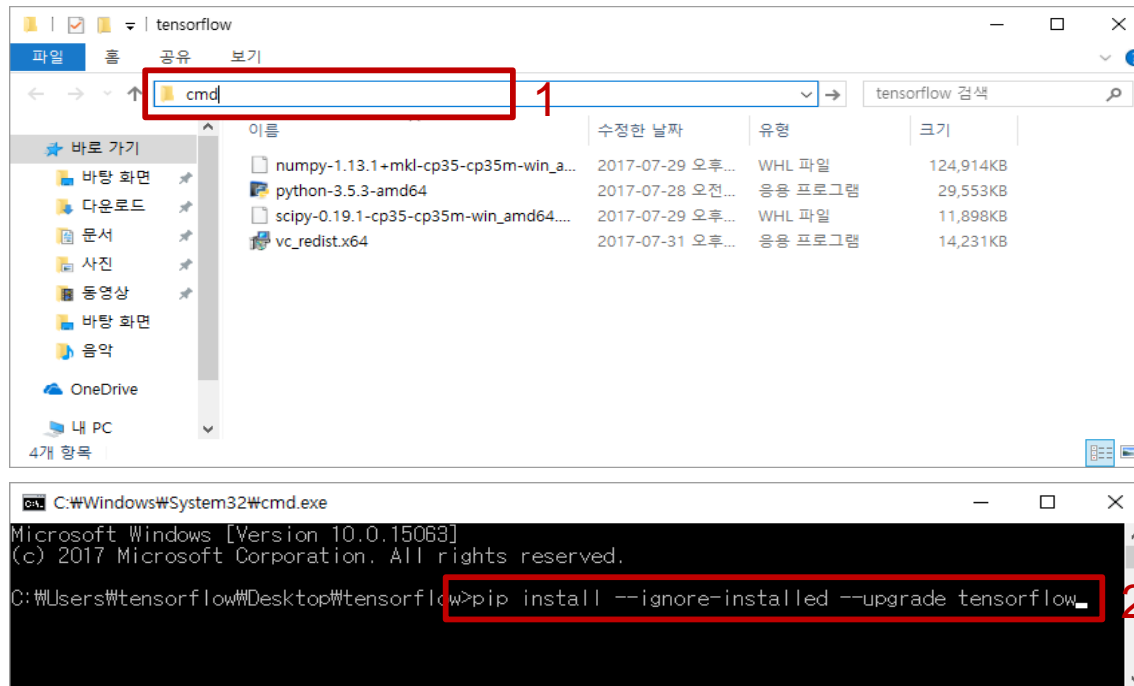 tensorflow
파일 홈 공유 보기
cmd 1 tensorflow 검색
이름 수정한 날짜 유형 크기
바로 가기
바탕 화면
다운로드
문서
사진
동영상
바탕 화면
음악
OneDrive
내 PC
numpy-1.13.1+mkl-cp35-cp35m-win_a... 2017-07-29 오후... WHL 파일 124,914KB
python-3.5.3-amd64 2017-07-28 오전... 응용 프로그램 29,553KB
scipy-0.19.1-cp35-cp35m-win_amd64.... 2017-07-29 오후... WHL 파일 11,898KB
vc_redist.x64 2017-07-31 오후... 응용 프로그램 14,231KB
4개 항목
C:₩Windows₩System32₩cmd.exe
Microsoft Windows [Version 10.0.15063]
(c) 2017 Microsoft Corporation. All rights reserved.
C:₩Users₩tensorflow₩Desktop₩tensorflow>pip install --ignore-installed --upgrade tensorflow_
2